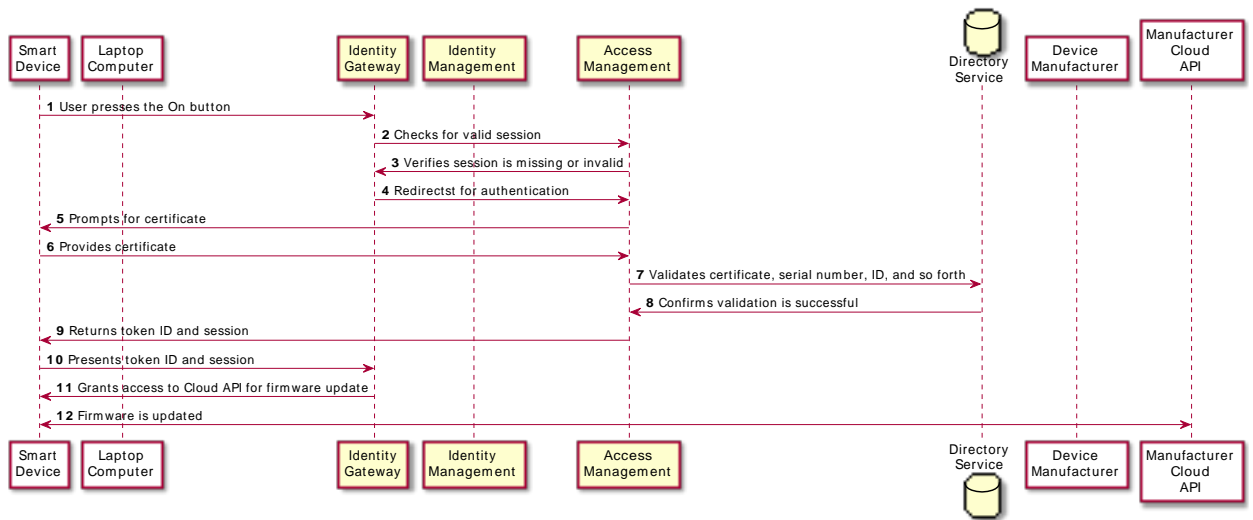 Smart
Device
Laptop
Computer
Identity
Gateway
Identity
Management
Access
Management
Directory
Service
Device
Manufacturer
Manufacturer
Cloud
API
1 User presses the On button
2 Checks for valid session
3 Verifies session is missing or invalid
4 Redirectst for authentication
5 Prompts for certificate
6 Provides certificate
7 Validates certificate, serial number, ID, and so forth
8 Confirms validation is successful
9 Returns token ID and session
10 Presents token ID and session
11 Grants access to Cloud API for firmware update
12 Firmware is updated
Smart
Device
Laptop
Computer
Identity
Gateway
Identity
Management
Access
Management
Directory
Service
Device
Manufacturer
Manufacturer
Cloud
API